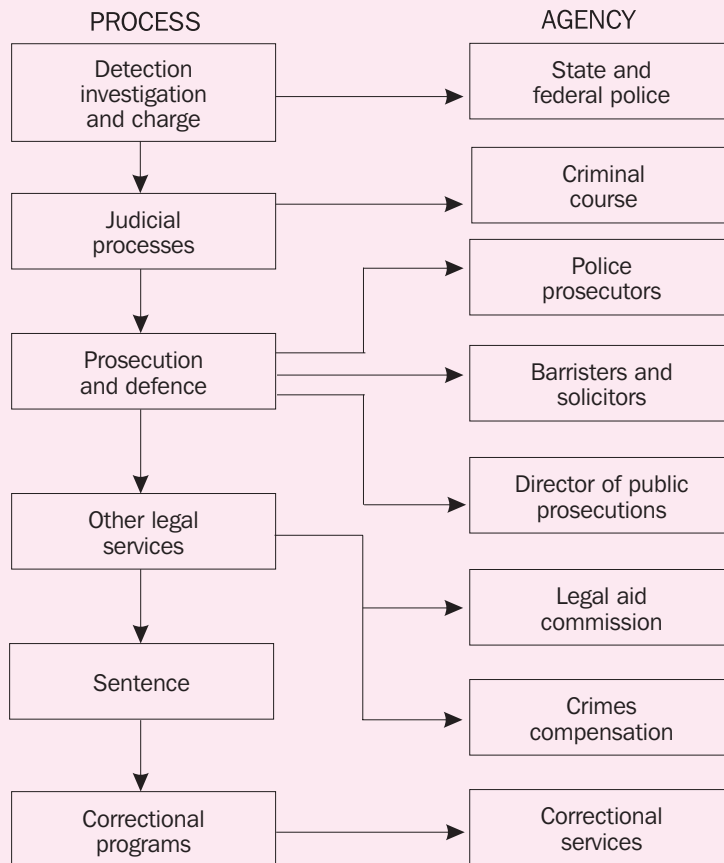 PROCESS
AGENCY
Detection
investigation
and charge
State and
federal police
Judicial
processes
Criminal
course
Prosecution
and defence
Police
prosecutors
Barristers and
solicitors
Director of public
prosecutions
Other legal
services
Legal aid
commission
Crimes
compensation
Sentence
Correctional
programs
Correctional
services